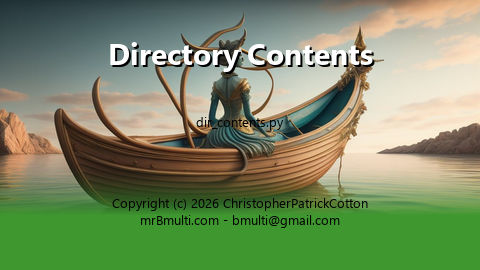 Directory Contents
dir_contents.py
Copyright (c) 2026 ChristopherPatrickCotton
mrBmulti.com - bmulti@gmail.com